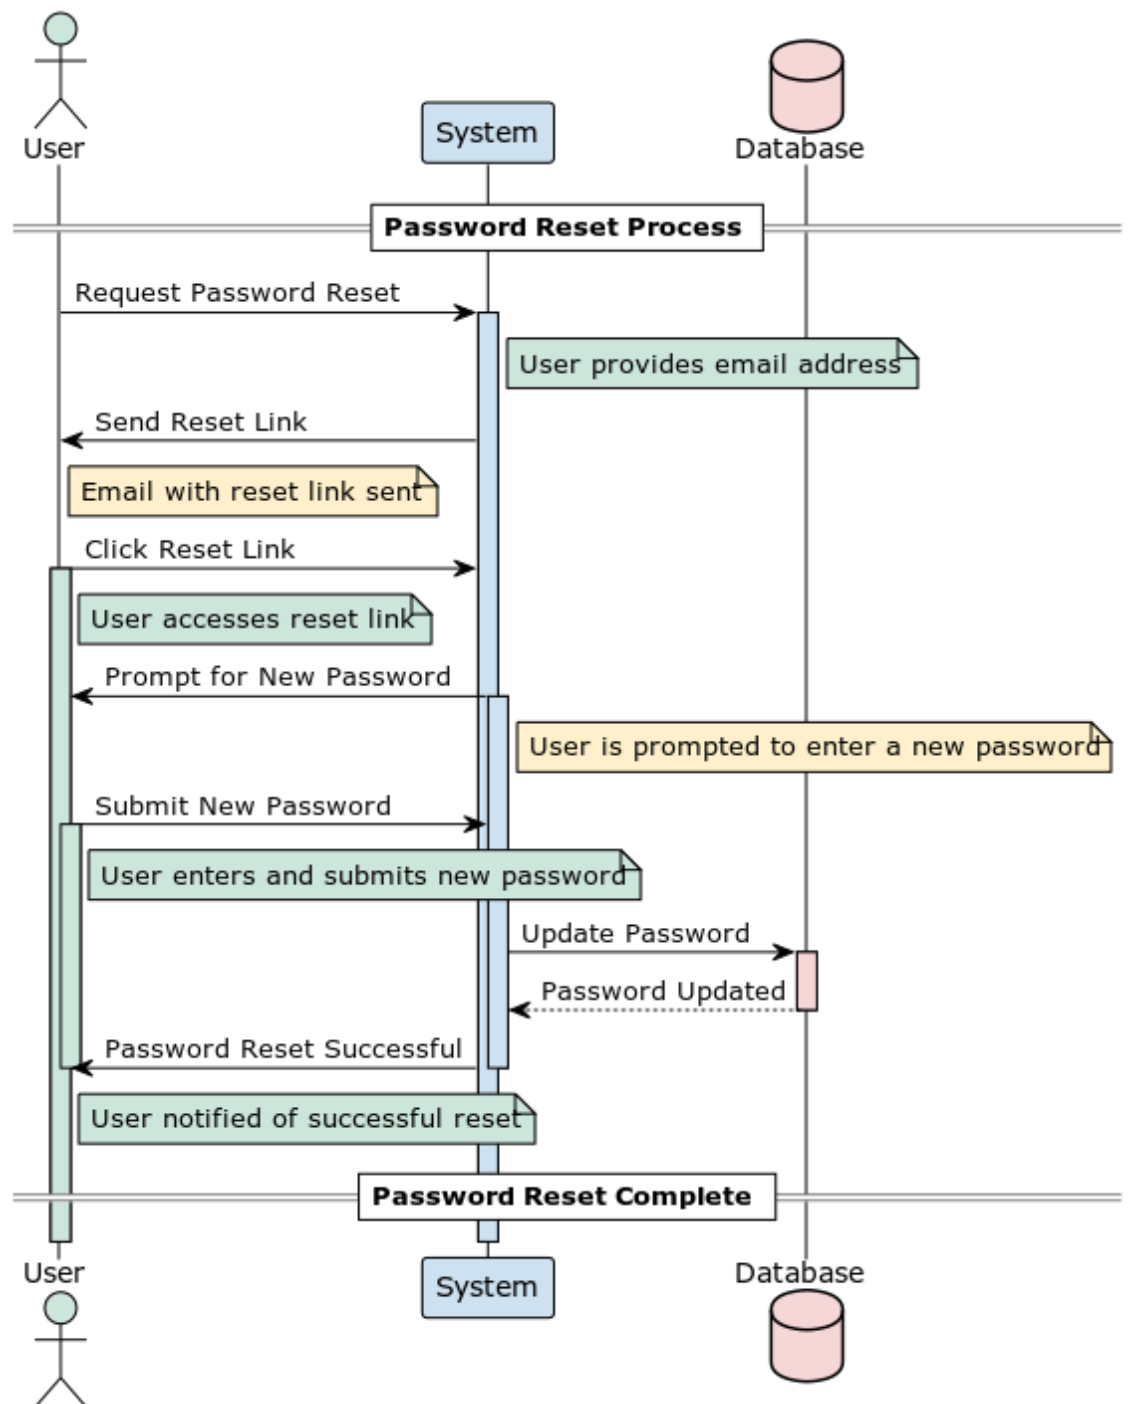 User
System
Database
Password Reset Process
Request Password Reset
User provides email address
Send Reset Link
Email with reset link sent
Click Reset Link
User accesses reset link
Prompt for New Password
User is prompted to enter a new password
Submit New Password
User enters and submits new password
Update Password
Password Updated
Password Reset Successful
User notified of successful reset
Password Reset Complete
User
System
Database